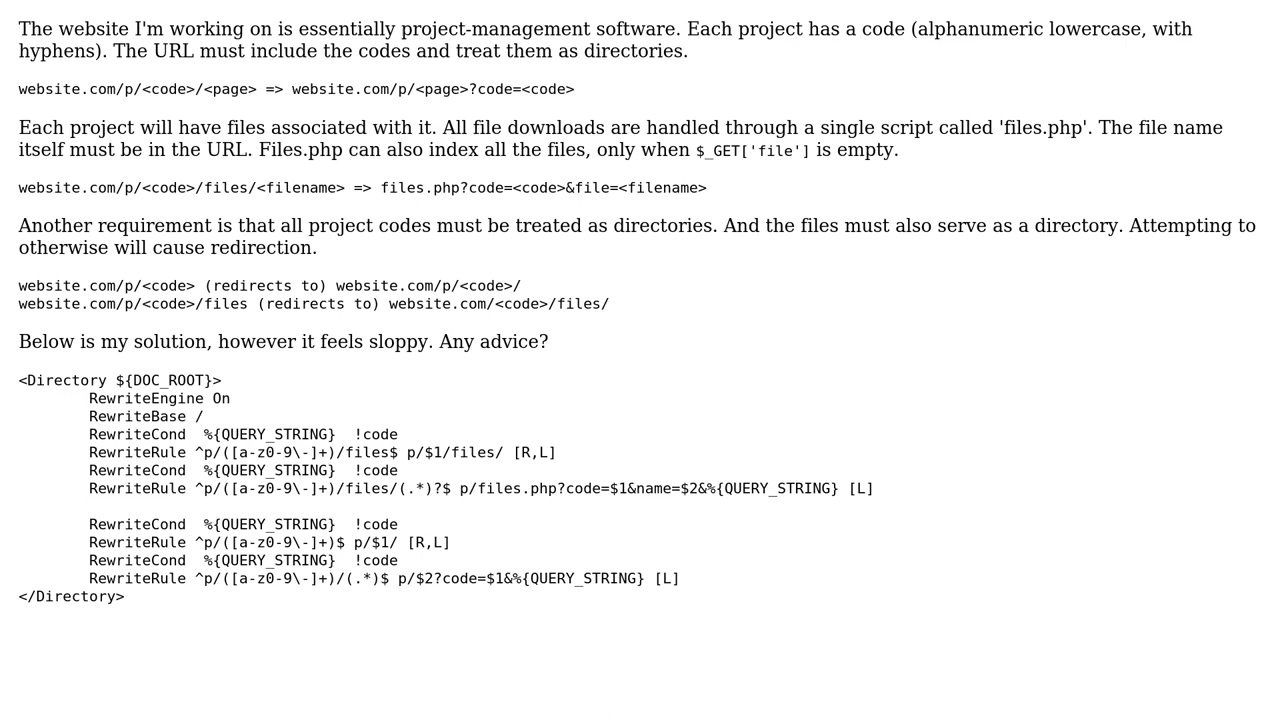 The website I'm working on is essentially project-management software. Each project has a code (alphanumeric lowercase, with
hyphens). The URL must include the codes and treat them as directories.
website.com/p/<code>/<page> => website.com/p/<page>?code=<code>
Each project will have files associated with it. All file downloads are handled through a single script called 'files.php'. The file name
itself must be in the URL. Files.php can also index all the files, only when $_GET['file'] is empty.
website.com/p/<code>/files/<filename> => files.php?code=<code>&file=<filename>
Another requirement is that all project codes must be treated as directories. And the files must also serve as a directory. Attempting to
otherwise will cause redirection.
website.com/p/<code> (redirects to) website.com/p/<code>/
website.com/p/<code>/files (redirects to) website.com/<code>/files/
Below is my solution, however it feels sloppy. Any advice?
<Directory ${DOC_ROOT}>
        RewriteEngine On
        RewriteBase /
        RewriteCond  %{QUERY_STRING}  !code
        RewriteRule ^p/([a-z0-9\-]+)/files$ p/$1/files/ [R,L]
        RewriteCond  %{QUERY_STRING}  !code
        RewriteRule ^p/([a-z0-9\-]+)/files/(.*)?$ p/files.php?code=$1&name=$2&%{QUERY_STRING} [L]
        RewriteCond  %{QUERY_STRING}  !code
        RewriteRule ^p/([a-z0-9\-]+)$ p/$1/ [R,L]
        RewriteCond  %{QUERY_STRING}  !code
        RewriteRule ^p/([a-z0-9\-]+)/(.*)$ p/$2?code=$1&%{QUERY_STRING} [L]
</Directory>